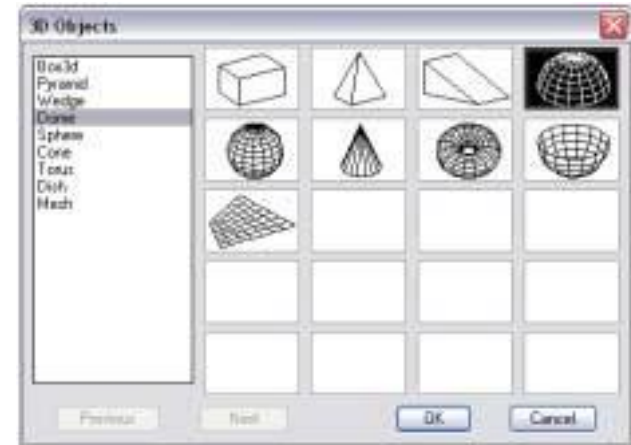 3D Objects
Box3d
Pyramid
Wedge
Dome
Sphere
Cone
Torus
Dish
Mesh
Previous
Next
OK
Cancel